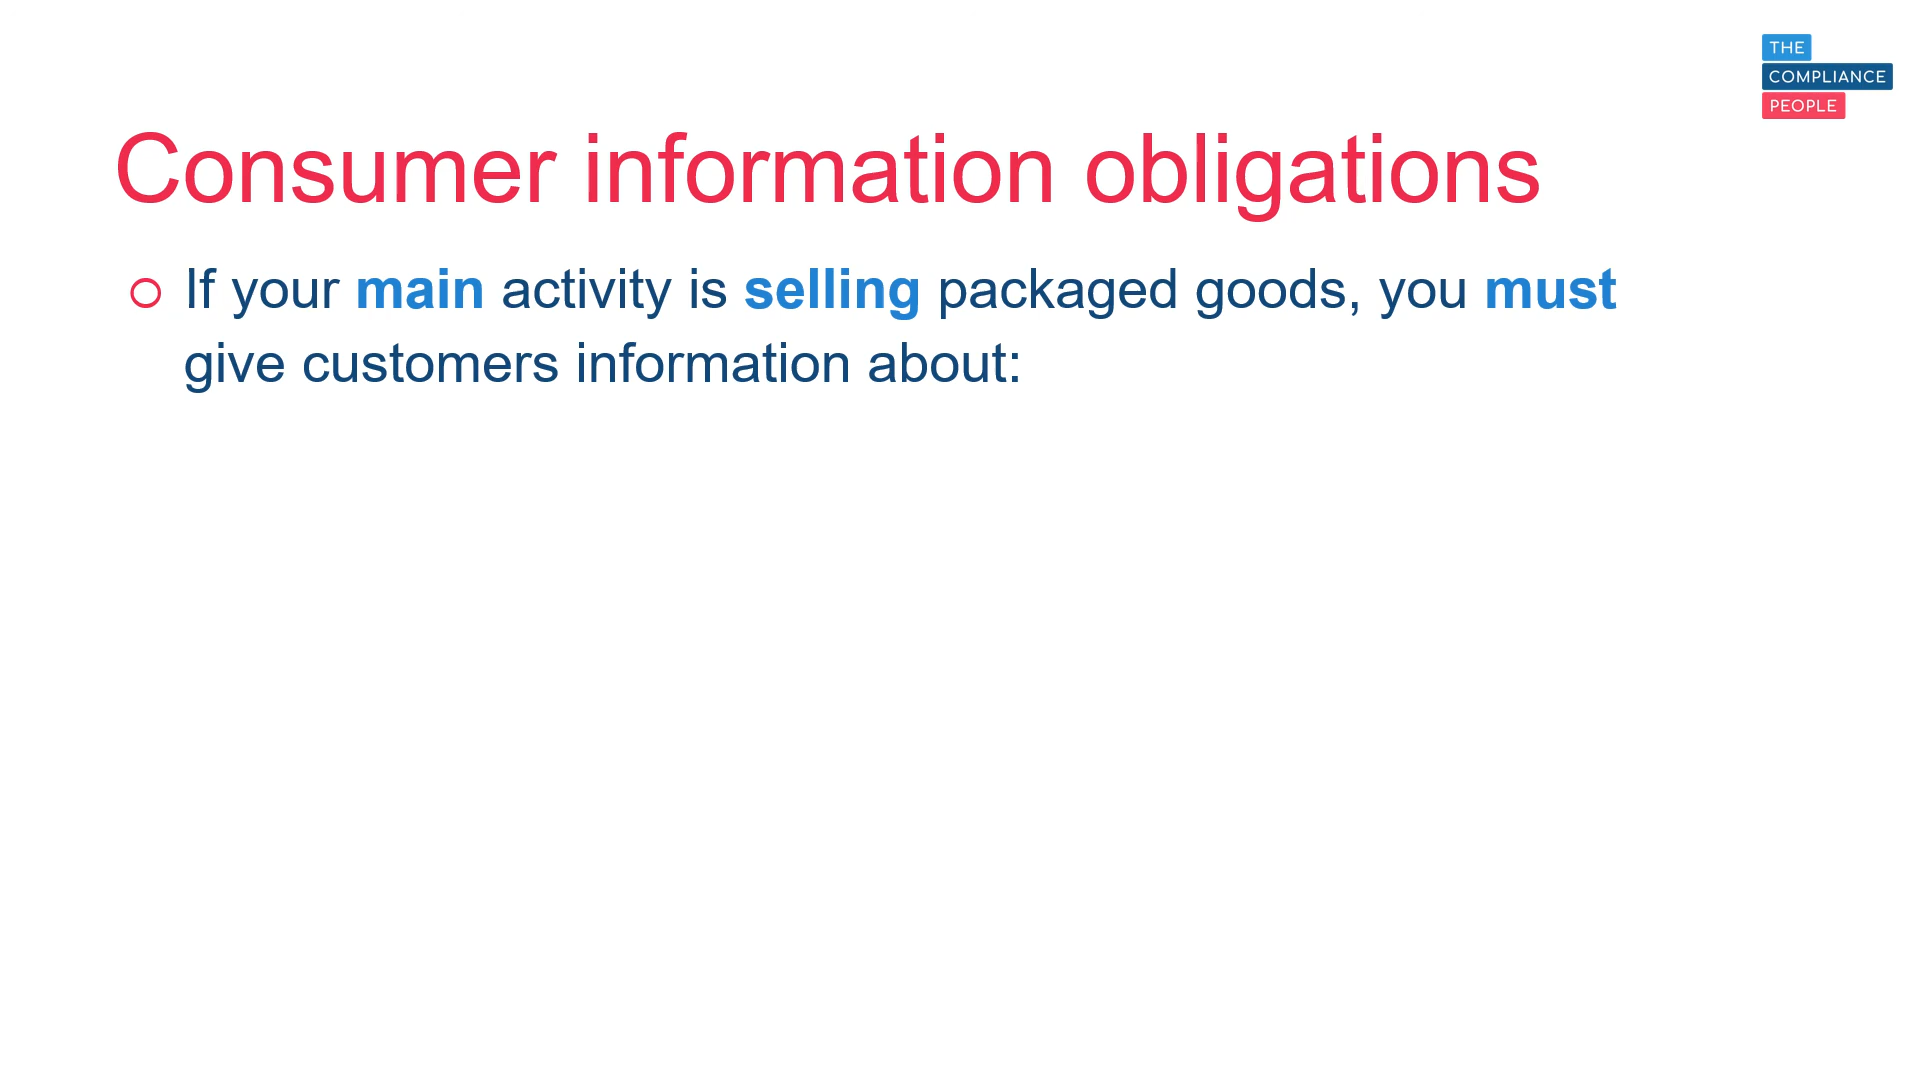 THE
COMPLIANCE
PEOPLE
Consumer information obligations
If your main activity is selling packaged goods, you must
give customers information about: